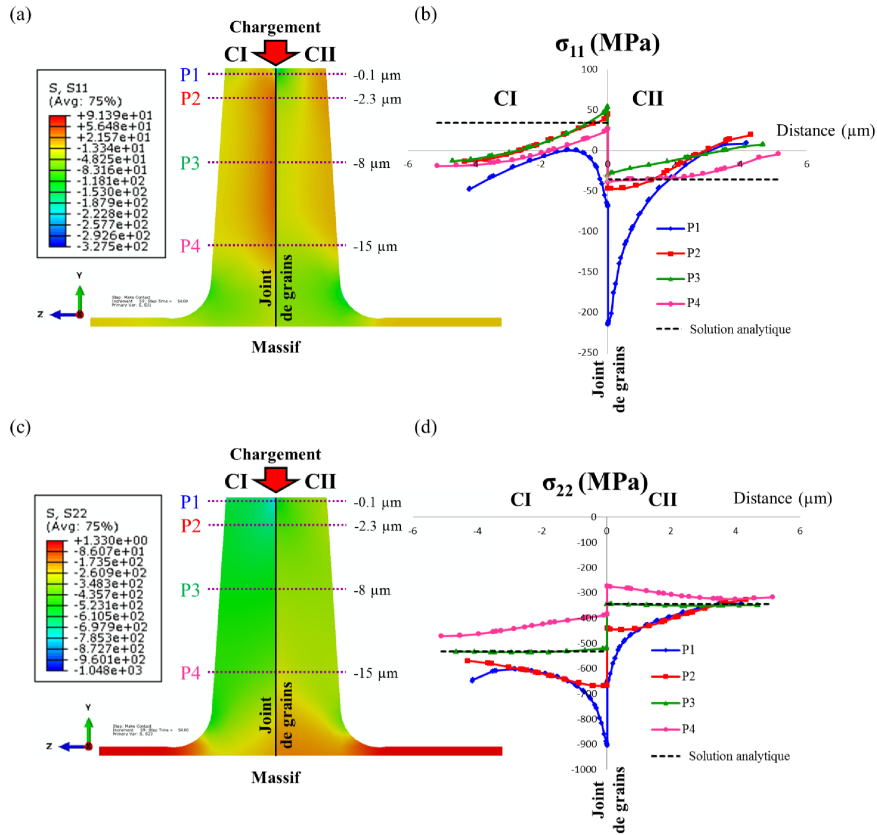 (a)
Chargement
CI CII
P1 -0.1 µm
P2 -2.3 µm
P3 -8 µm
P4 -15 µm
S, S11
(Avg: 75%)
+9.139e+01
+5.648e+01
+2.157e+01
-1.334e+01
-4.825e+01
-8.316e+01
-1.181e+02
-1.530e+02
-1.879e+02
-2.228e+02
-2.577e+02
-2.926e+02
-3.275e+02
Y
Z
Step: Make Contact
Joint
de grains
Massif
(b)
σ11 (MPa)
CI CII
Distance (µm)
100
50
0
-50
-100
-150
-200
-250
-6 -4 -2 0 2 4 6
P1
P2
P3
P4
Solution analytique
Joint
de grains
(c)
Chargement
CI CII
P1 -0.1 µm
P2 -2.3 µm
P3 -8 µm
P4 -15 µm
S, S22
(Avg: 75%)
+1.330e+00
-8.607e+01
-1.735e+02
-2.609e+02
-3.483e+02
-4.357e+02
-5.231e+02
-6.105e+02
-6.979e+02
-7.853e+02
-8.727e+02
-9.601e+02
-1.048e+03
Y
Z
Step: Make Contact
Joint
de grains
Massif
(d)
σ22 (MPa)
CI CII
Distance (µm)
-6 -4 -2 0 2 4 6
0
-100
-200
-300
-400
-500
-600
-700
-800
-900
-1000
P1
P2
P3
P4
Solution analytique
Joint
de grains